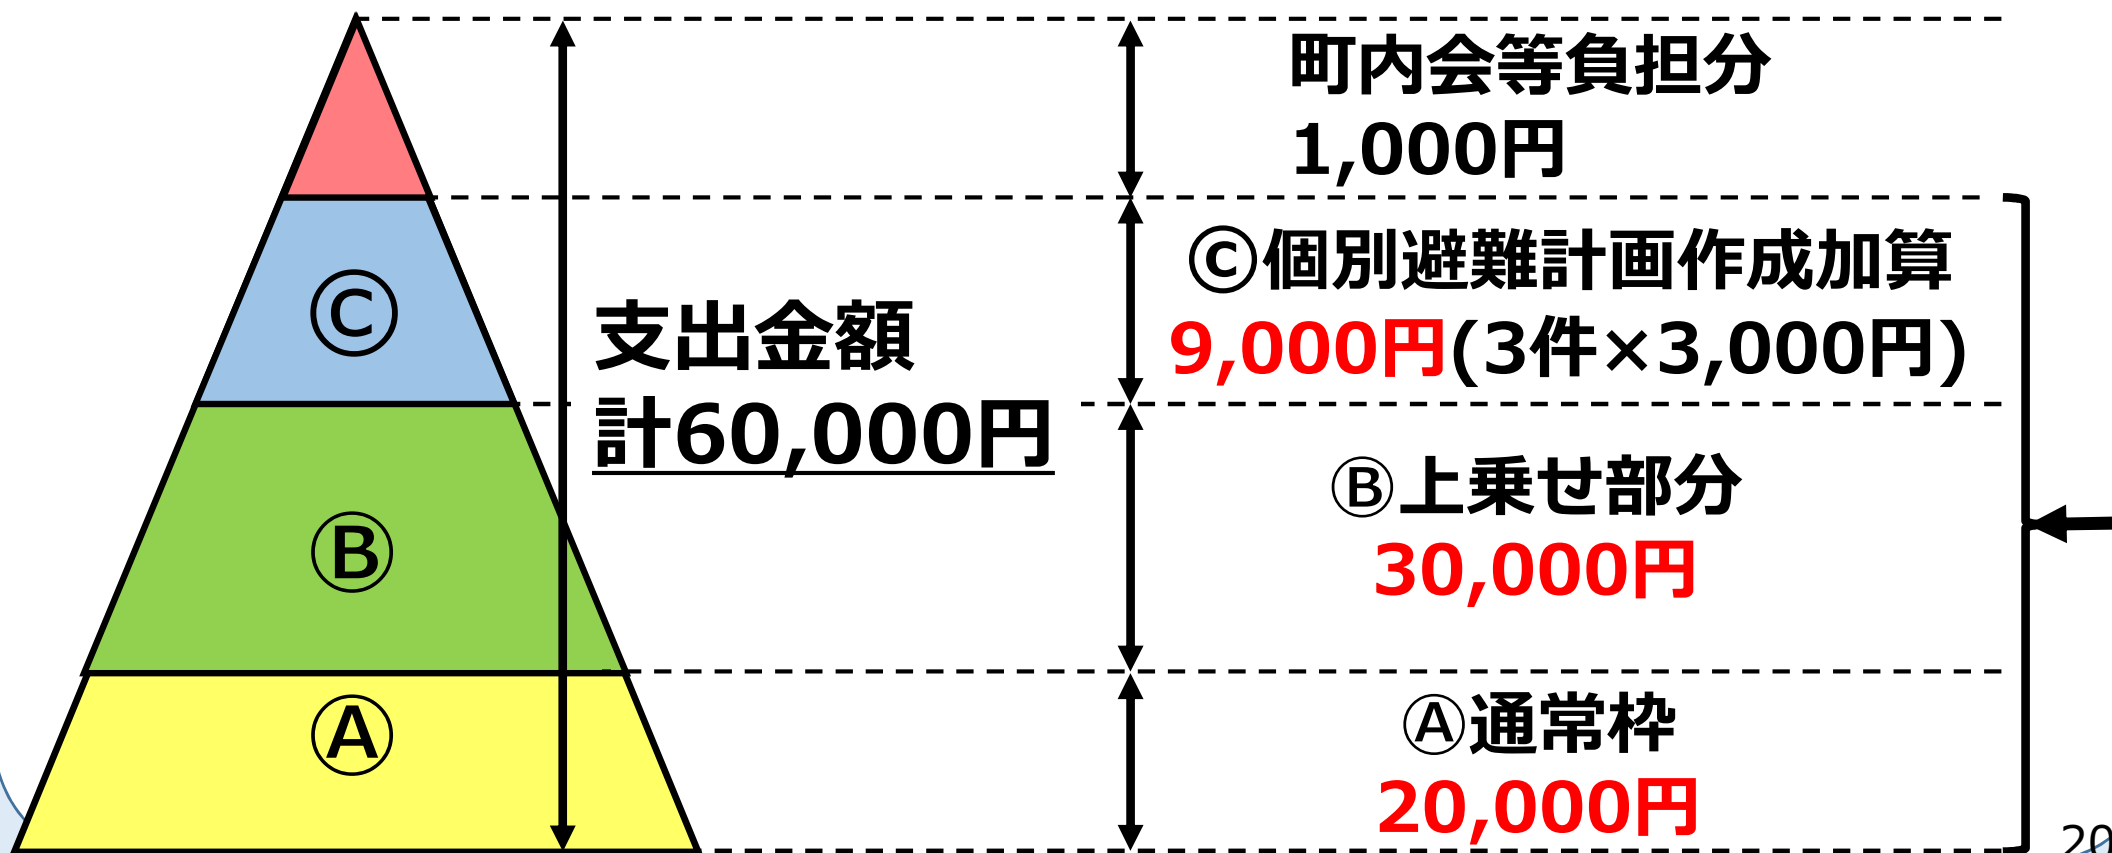 町内会等負担分
1,000円
Ⓒ個別避難計画作成加算
9,000円(3件×3,000円)
Ⓒ
支出金額
計60,000円
Ⓑ上乗せ部分
30,000円
Ⓑ
Ⓐ通常枠
20,000円
Ⓐ
20